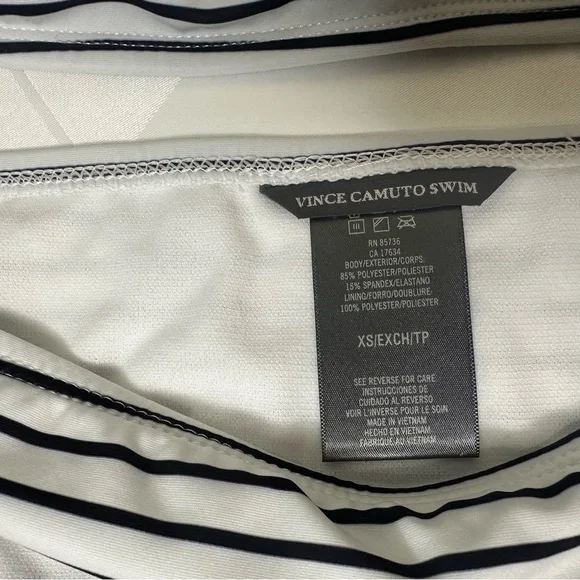 VINCE CAMUTO SWIM
RN 85736
CA 17634
BODY/EXTERIOR/CORPS:
85% POLYESTER/POLIESTER
15% SPANDEX/ELASTANO
LINING/FORRO/DOUBLURE:
100% POLYESTER/POLIESTER
XS/EXCH/TP
SEE REVERSE FOR CARE
INSTRUCCIONES DE
CUIDADO AL REVERSO
VOIR L'INVERSE POUR LE SOIN
MADE IN VIETNAM
HECHO EN VIETNAM
FABRIQUE AU VIETNAM